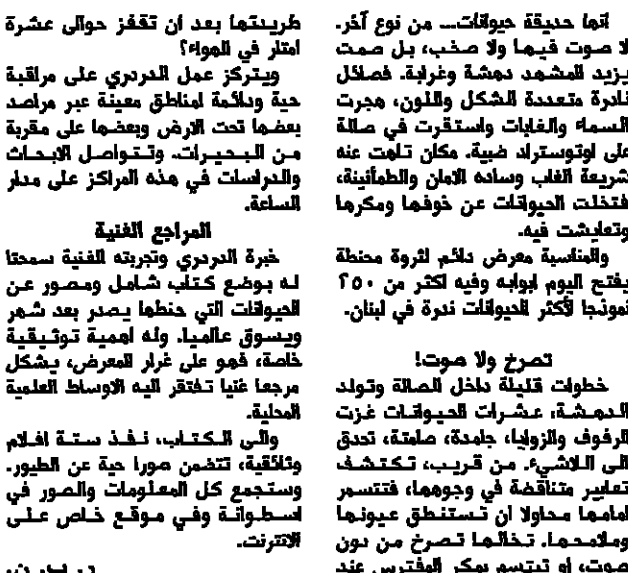 انها حديقة حيوانات... من نوع آخر.
لا صوت فيها ولا صخب، بل صمت
يزيد المشهد دهشة وغرابة. فصائل
نادرة متعددة الشكل واللون، هجرت
السماء والغابات واستقرت في صالة
على اوتوستراد ضبية. مكان تاهت عنه
شريعة الغاب وساده الامان والطمأنينة،
فتخلت الحيوانات عن خوفها ومكرها
وتعايشت فيه.
والمناسبة معرض دائم لثروة محنطة
يفتح اليوم ابوابه وفيه اكثر من ٢٥٠
نموذجا لأكثر الحيوانات ندرة في لبنان.
تصرخ ولا صوت!
خطوات قليلة داخل الصالة وتولد
الدهشة، عشرات الحيوانات غزت
الرفوف والزوايا، جامدة، صامتة، تحدق
الى اللاشيء. من قريب، تكتشف
تعابير متناقضة في وجوهها، فتتسمر
امامها محاولا ان تستنطق عيونها
وملامحها. تخالها تصرخ من دون
صوت، او تبتسم بمكر المفترس عند
طريدتها بعد ان تقفز حوالى عشرة
امتار في الهواء؟
ويتركز عمل الدردري على مراقبة
حية ودائمة لمناطق معينة عبر مراصد
بعضها تحت الارض وبعضها على مقربة
من البحيرات. وتتواصل الابحاث
والدراسات في هذه المراكز على مدار
الساعة.
المراجع الغنية
خبرة الدردري وتجربته الغنية سمحتا
له بوضع كتاب شامل ومصور عن
الحيوانات التي حنطها يصدر بعد شهر
ويسوق عالميا. وله اهمية توثيقية
خاصة، فهو على غرار المعرض، يشكل
مرجعا غنيا تفتقر اليه الاوساط العلمية
المحلية.
والى الكتاب، نفذ ستة افلام
وثائقية، تتضمن صورا حية عن الطيور.
وستجمع كل المعلومات والصور في
اسطوانة وفي موقع خاص على
الانترنت.